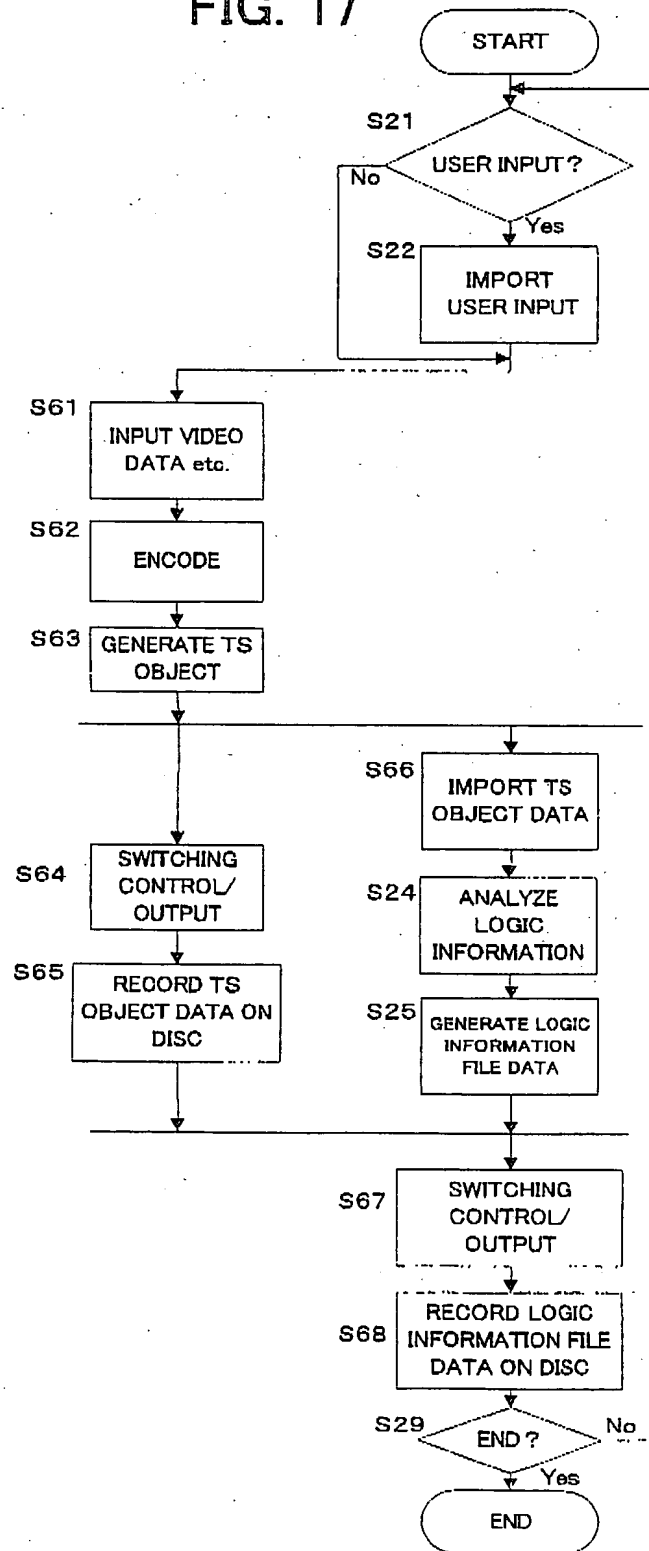 FIG. 17
START
S21
USER INPUT?
No
Yes
S22
IMPORT
USER INPUT
S61
INPUT VIDEO
DATA etc.
S62
ENCODE
S63
GENERATE TS
OBJECT
S66
IMPORT TS
OBJECT DATA
S64
SWITCHING
CONTROL/
OUTPUT
S24
ANALYZE
LOGIC
INFORMATION
S65
RECORD TS
OBJECT DATA ON
DISC
S25
GENERATE LOGIC
INFORMATION
FILE DATA
S67
SWITCHING
CONTROL/
OUTPUT
S68
RECORD LOGIC
INFORMATION FILE
DATA ON DISC
S29
END?
No
Yes
END